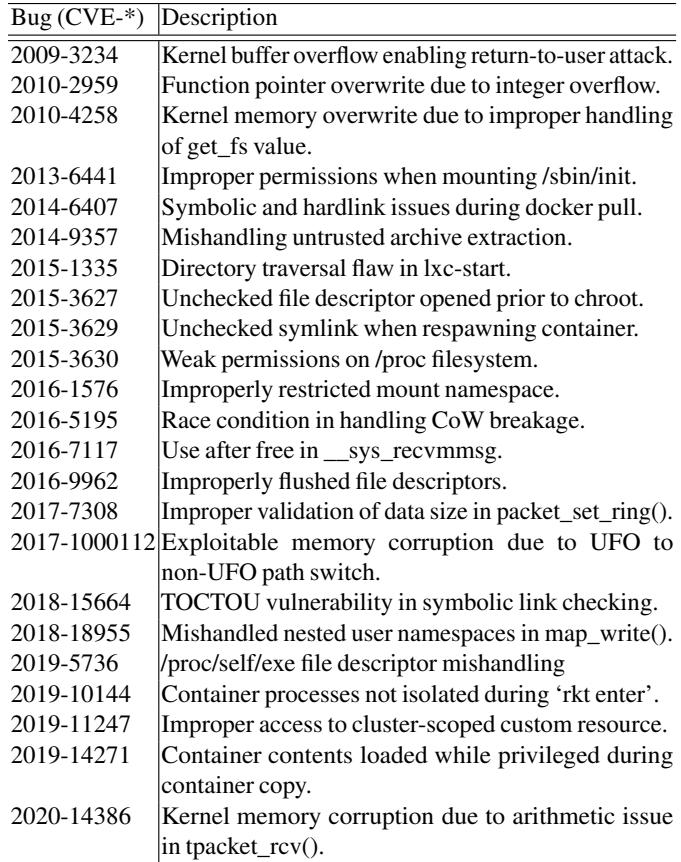 Bug (CVE-*) Description
2009-3234 Kernel buffer overflow enabling return-to-user attack.
2010-2959 Function pointer overwrite due to integer overflow.
2010-4258 Kernel memory overwrite due to improper handling
of get_fs value.
2013-6441 Improper permissions when mounting /sbin/init.
2014-6407 Symbolic and hardlink issues during docker pull.
2014-9357 Mishandling untrusted archive extraction.
2015-1335 Directory traversal flaw in lxc-start.
2015-3627 Unchecked file descriptor opened prior to chroot.
2015-3629 Unchecked symlink when respawning container.
2015-3630 Weak permissions on /proc filesystem.
2016-1576 Improperly restricted mount namespace.
2016-5195 Race condition in handling CoW breakage.
2016-7117 Use after free in __sys_recvmmsg.
2016-9962 Improperly flushed file descriptors.
2017-7308 Improper validation of data size in packet_set_ring().
2017-1000112 Exploitable memory corruption due to UFO to
non-UFO path switch.
2018-15664 TOCTOU vulnerability in symbolic link checking.
2018-18955 Mishandled nested user namespaces in map_write().
2019-5736 /proc/self/exe file descriptor mishandling
2019-10144 Container processes not isolated during ‘rkt enter’.
2019-11247 Improper access to cluster-scoped custom resource.
2019-14271 Container contents loaded while privileged during
container copy.
2020-14386 Kernel memory corruption due to arithmetic issue
in tpacket_rcv().